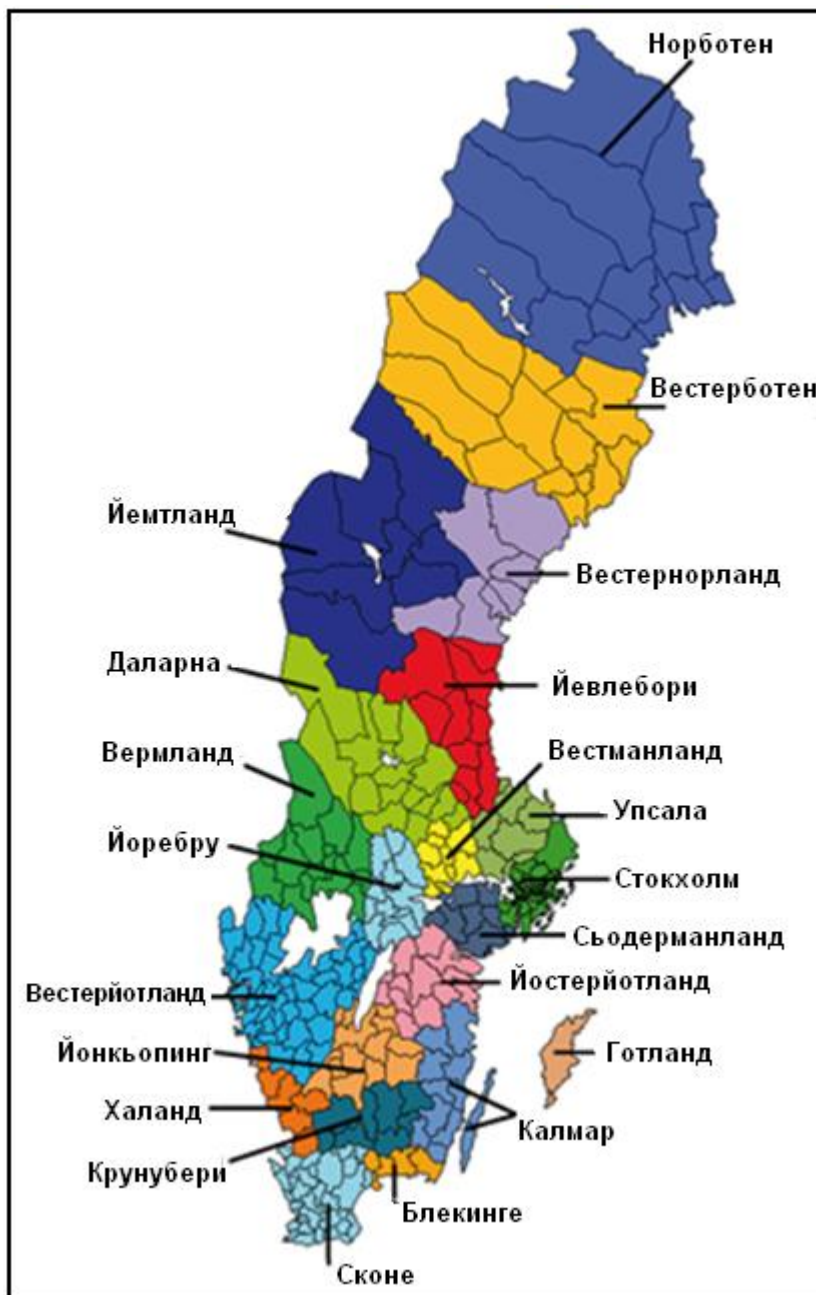 Норботен
Вестерботен
Йемтланд
Вестернорланд
Даларна
Йевлебори
Вермланд
Вестманланд
Упсала
Йоребру
Стокхолм
Сьодерманланд
Йостерйотланд
Вестерйотланд
Йонкьопинг
Готланд
Халанд
Калмар
Крунубери
Блекинге
Сконе